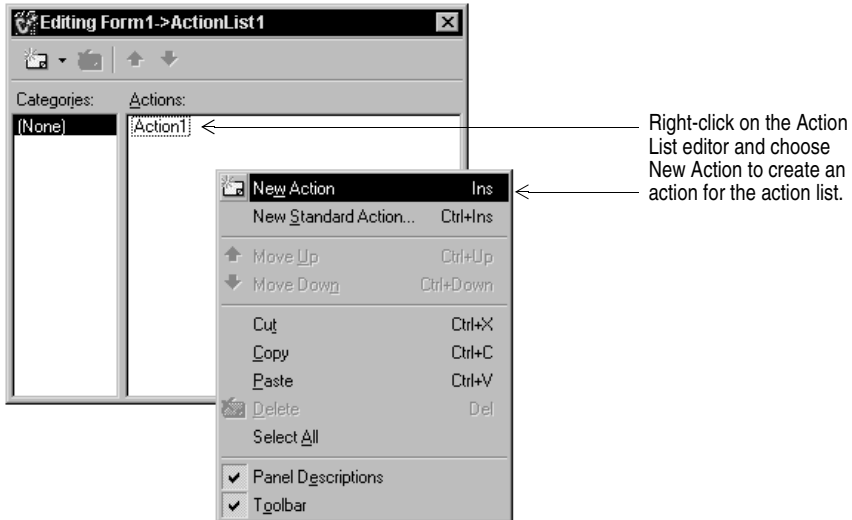 Editing Form1->ActionList1
Categories: Actions:
(None) Action1
Right-click on the Action
List editor and choose
New Action to create an
action for the action list.
New Action Ins
New Standard Action... Ctrl+Ins
Move Up Ctrl+Up
Move Down Ctrl+Down
Cut Ctrl+X
Copy Ctrl+C
Paste Ctrl+V
Delete Del
Select All
Panel Descriptions
Toolbar